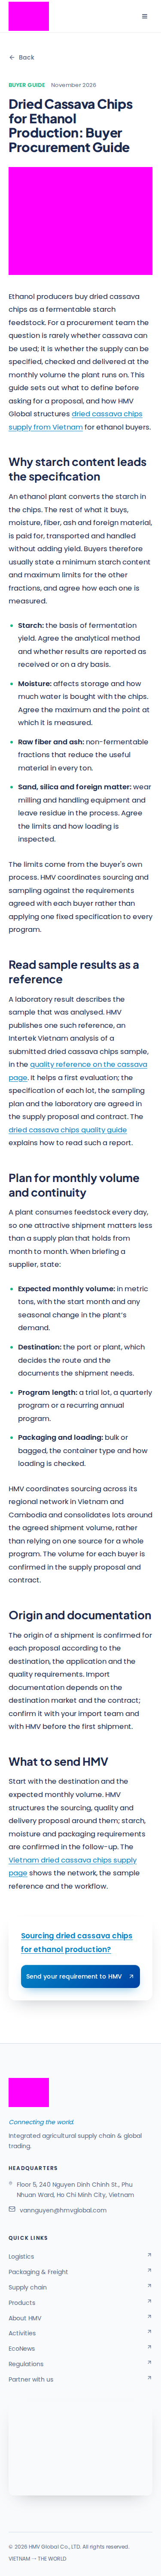 Back
BUYER GUIDE November 2026
Dried Cassava Chips
for Ethanol
Production: Buyer
Procurement Guide
Ethanol producers buy dried cassava
chips as a fermentable starch
feedstock. For a procurement team the
question is rarely whether cassava can
be used; it is whether the supply can be
specified, checked and delivered at the
monthly volume the plant runs on. This
guide sets out what to define before
asking for a proposal, and how HMV
Global structures dried cassava chips
supply from Vietnam for ethanol buyers.
Why starch content leads
the specification
An ethanol plant converts the starch in
the chips. The rest of what it buys,
moisture, fiber, ash and foreign material,
is paid for, transported and handled
without adding yield. Buyers therefore
usually state a minimum starch content
and maximum limits for the other
fractions, and agree how each one is
measured.
Starch: the basis of fermentation
yield. Agree the analytical method
and whether results are reported as
received or on a dry basis.
Moisture: affects storage and how
much water is bought with the chips.
Agree the maximum and the point at
which it is measured.
Raw fiber and ash: non-fermentable
fractions that reduce the useful
material in every ton.
Sand, silica and foreign matter: wear
milling and handling equipment and
leave residue in the process. Agree
the limits and how loading is
inspected.
The limits come from the buyer's own
process. HMV coordinates sourcing and
sampling against the requirements
agreed with each buyer rather than
applying one fixed specification to every
program.
Read sample results as a
reference
A laboratory result describes the
sample that was analysed. HMV
publishes one such reference, an
Intertek Vietnam analysis of a
submitted dried cassava chips sample,
in the quality reference on the cassava
page. It helps a first evaluation; the
specification of each lot, the sampling
plan and the laboratory are agreed in
the supply proposal and contract. The
dried cassava chips quality guide
explains how to read such a report.
Plan for monthly volume
and continuity
A plant consumes feedstock every day,
so one attractive shipment matters less
than a supply plan that holds from
month to month. When briefing a
supplier, state:
Expected monthly volume: in metric
tons, with the start month and any
seasonal change in the plant's
demand.
Destination: the port or plant, which
decides the route and the
documents the shipment needs.
Program length: a trial lot, a quarterly
program or a recurring annual
program.
Packaging and loading: bulk or
bagged, the container type and how
loading is checked.
HMV coordinates sourcing across its
regional network in Vietnam and
Cambodia and consolidates lots around
the agreed shipment volume, rather
than relying on one source for a whole
program. The volume for each buyer is
confirmed in the supply proposal and
contract.
Origin and documentation
The origin of a shipment is confirmed for
each proposal according to the
destination, the application and the
quality requirements. Import
documentation depends on the
destination market and the contract;
confirm it with your import team and
with HMV before the first shipment.
What to send HMV
Start with the destination and the
expected monthly volume. HMV
structures the sourcing, quality and
delivery proposal around them; starch,
moisture and packaging requirements
are confirmed in the follow-up. The
Vietnam dried cassava chips supply
page shows the network, the sample
reference and the workflow.
Sourcing dried cassava chips
for ethanol production?
Send your requirement to HMV
Connecting the world.
Integrated agricultural supply chain & global
trading.
HEADQUARTERS
Floor 5, 240 Nguyen Dinh Chinh St., Phu
Nhuan Ward, Ho Chi Minh City, Vietnam
vannguyen@hmvglobal.com
QUICK LINKS
Logistics
Packaging & Freight
Supply chain
Products
About HMV
Activities
EcoNews
Regulations
Partner with us
© 2026 HMV Global Co., LTD. All rights reserved.
VIETNAM → THE WORLD